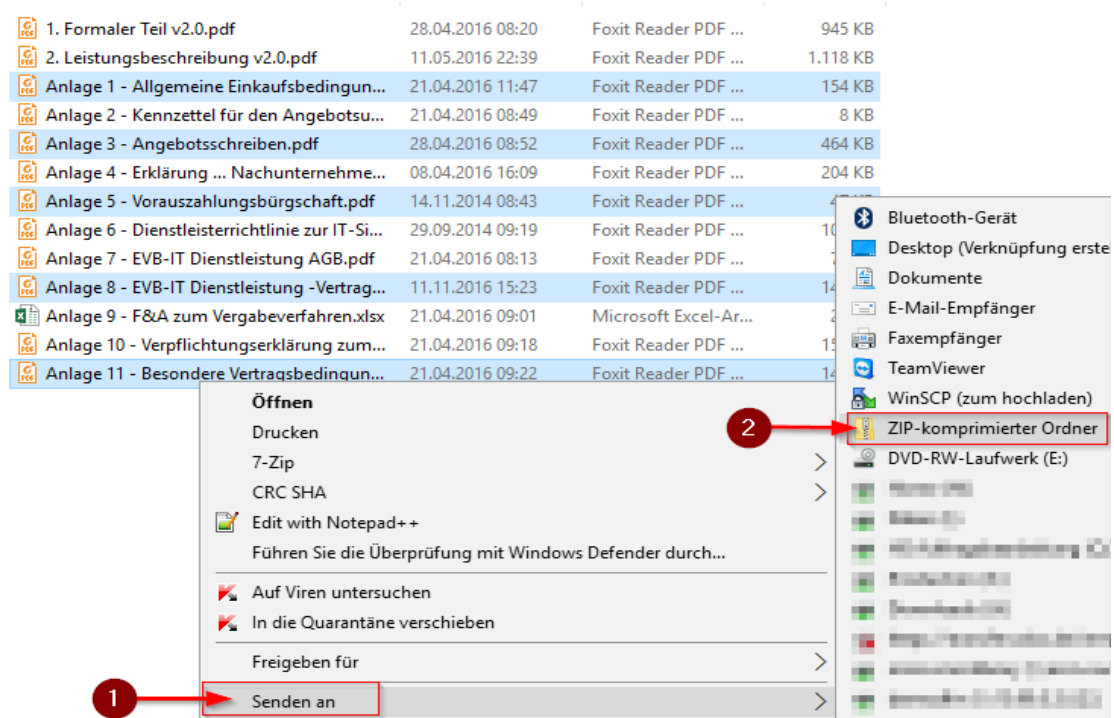 1. Formaler Teil v2.0.pdf 28.04.2016 08:20 Foxit Reader PDF ... 945 KB
2. Leistungsbeschreibung v2.0.pdf 11.05.2016 22:39 Foxit Reader PDF ... 1.118 KB
Anlage 1 - Allgemeine Einkaufsbedingun... 21.04.2016 11:47 Foxit Reader PDF ... 154 KB
Anlage 2 - Kennzettel für den Angebotsu... 21.04.2016 08:49 Foxit Reader PDF ... 8 KB
Anlage 3 - Angebotsschreiben.pdf 28.04.2016 08:52 Foxit Reader PDF ... 464 KB
Anlage 4 - Erklärung ... Nachunternehme... 08.04.2016 16:09 Foxit Reader PDF ... 204 KB
Anlage 5 - Vorauszahlungsbürgschaft.pdf 14.11.2014 08:43 Foxit Reader PDF ...
Anlage 6 - Dienstleisterrichtlinie zur IT-Si... 29.09.2014 09:19 Foxit Reader PDF ...
Anlage 7 - EVB-IT Dienstleistung AGB.pdf 21.04.2016 08:13 Foxit Reader PDF ...
Anlage 8 - EVB-IT Dienstleistung -Vertrag... 11.11.2016 15:23 Foxit Reader PDF ...
Anlage 9 - F&A zum Vergabeverfahren.xlsx 21.04.2016 09:01 Microsoft Excel-Ar...
Anlage 10 - Verpflichtungserklärung zum... 21.04.2016 09:18 Foxit Reader PDF ...
Anlage 11 - Besondere Vertragsbedingun... 21.04.2016 09:22 Foxit Reader PDF ...
Öffnen
Drucken
7-Zip
CRC SHA
Edit with Notepad++
Führen Sie die Überprüfung mit Windows Defender durch...
Auf Viren untersuchen
In die Quarantäne verschieben
Freigeben für
1
Senden an
Bluetooth-Gerät
Desktop (Verknüpfung erste
Dokumente
E-Mail-Empfänger
Faxempfänger
TeamViewer
WinSCP (zum hochladen)
2
ZIP-komprimierter Ordner
DVD-RW-Laufwerk (E:)